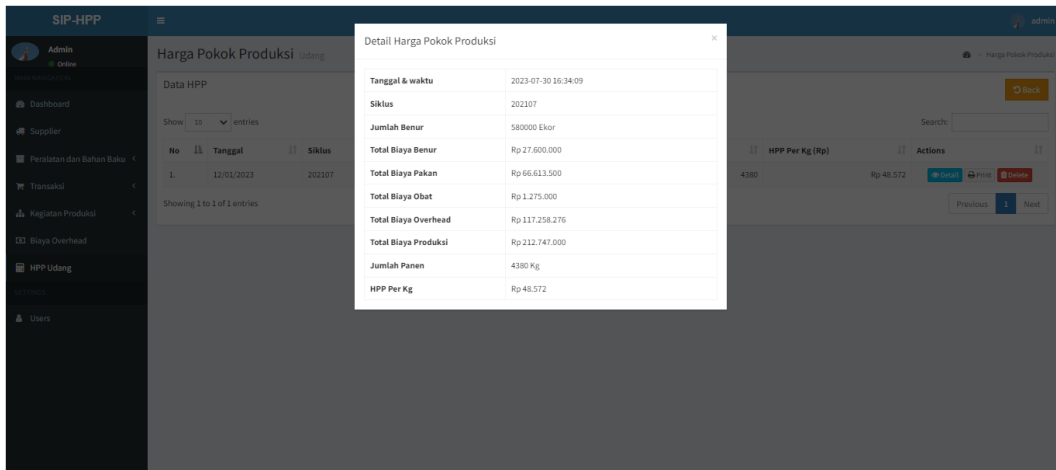 SIP-HPP
admin
Admin
Online
MAIN NAVIGATION
Dashboard
Supplier
Peralatan dan Bahan Baku
Transaksi
Kegiatan Produksi
Biaya Overhead
HPP Udang
SETTINGS
Users
Harga Pokok Produksi Udang
Harga Pokok Produksi
Data HPP
Back
Show 10 entries
Search:
No Tanggal Siklus HPP Per Kg (Rp) Actions
1. 12/01/2023 202107 4380 Rp 48.572 Detail Print Delete
Showing 1 to 1 of 1 entries
Previous 1 Next
Detail Harga Pokok Produksi ×
Tanggal & waktu 2023-07-30 16:34:09
Siklus 202107
Jumlah Benur 580000 Ekor
Total Biaya Benur Rp 27.600.000
Total Biaya Pakan Rp 66.613.500
Total Biaya Obat Rp 1.275.000
Total Biaya Overhead Rp 117.258.276
Total Biaya Produksi Rp 212.747.000
Jumlah Panen 4380 Kg
HPP Per Kg Rp 48.572